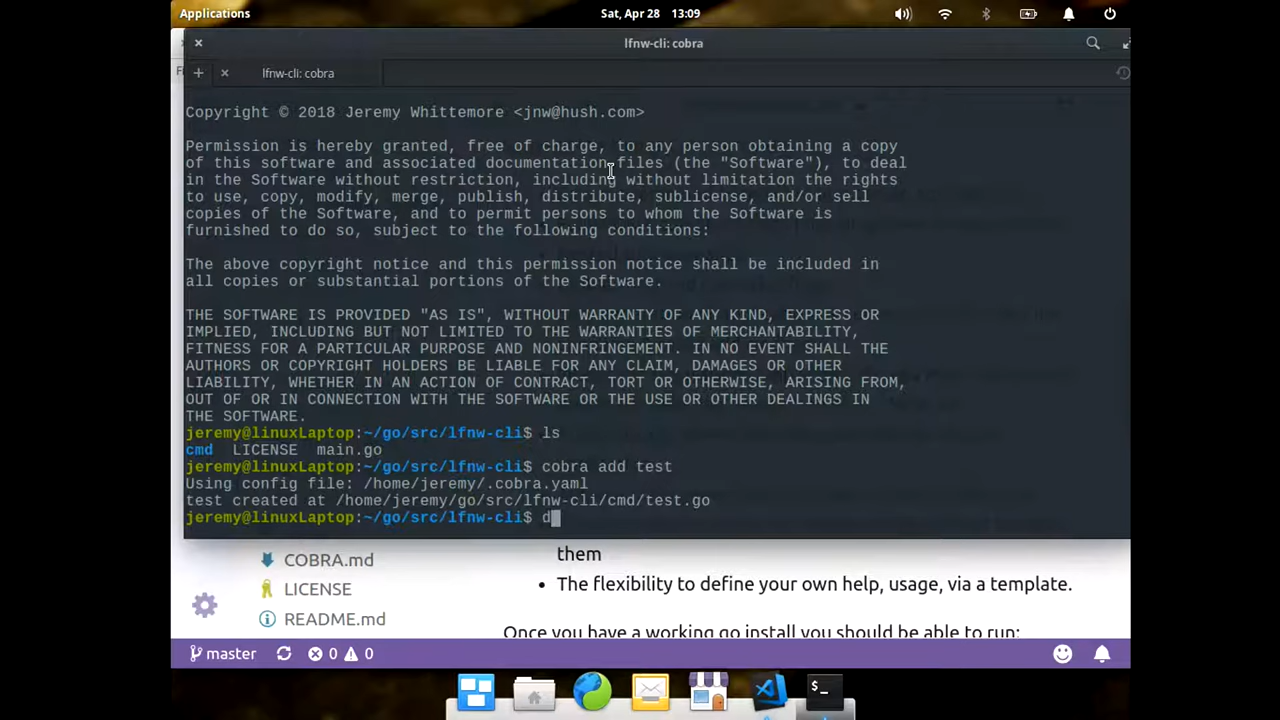 Applications
Sat, Apr 28 13:09
lfnw-cli: cobra
lfnw-cli: cobra
Copyright © 2018 Jeremy Whittemore <jnw@hush.com>
Permission is hereby granted, free of charge, to any person obtaining a copy
of this software and associated documentation files (the "Software"), to deal
in the Software without restriction, including without limitation the rights
to use, copy, modify, merge, publish, distribute, sublicense, and/or sell
copies of the Software, and to permit persons to whom the Software is
furnished to do so, subject to the following conditions:
The above copyright notice and this permission notice shall be included in
all copies or substantial portions of the Software.
THE SOFTWARE IS PROVIDED "AS IS", WITHOUT WARRANTY OF ANY KIND, EXPRESS OR
IMPLIED, INCLUDING BUT NOT LIMITED TO THE WARRANTIES OF MERCHANTABILITY,
FITNESS FOR A PARTICULAR PURPOSE AND NONINFRINGEMENT. IN NO EVENT SHALL THE
AUTHORS OR COPYRIGHT HOLDERS BE LIABLE FOR ANY CLAIM, DAMAGES OR OTHER
LIABILITY, WHETHER IN AN ACTION OF CONTRACT, TORT OR OTHERWISE, ARISING FROM,
OUT OF OR IN CONNECTION WITH THE SOFTWARE OR THE USE OR OTHER DEALINGS IN
THE SOFTWARE.
jeremy@linuxLaptop:~/go/src/lfnw-cli$ ls
cmd LICENSE main.go
jeremy@linuxLaptop:~/go/src/lfnw-cli$ cobra add test
Using config file: /home/jeremy/.cobra.yaml
test created at /home/jeremy/go/src/lfnw-cli/cmd/test.go
jeremy@linuxLaptop:~/go/src/lfnw-cli$ d
COBRA.md
LICENSE
README.md
them
• The flexibility to define your own help, usage, via a template.
Once you have a working go install you should be able to run:
master
0
0
$ _